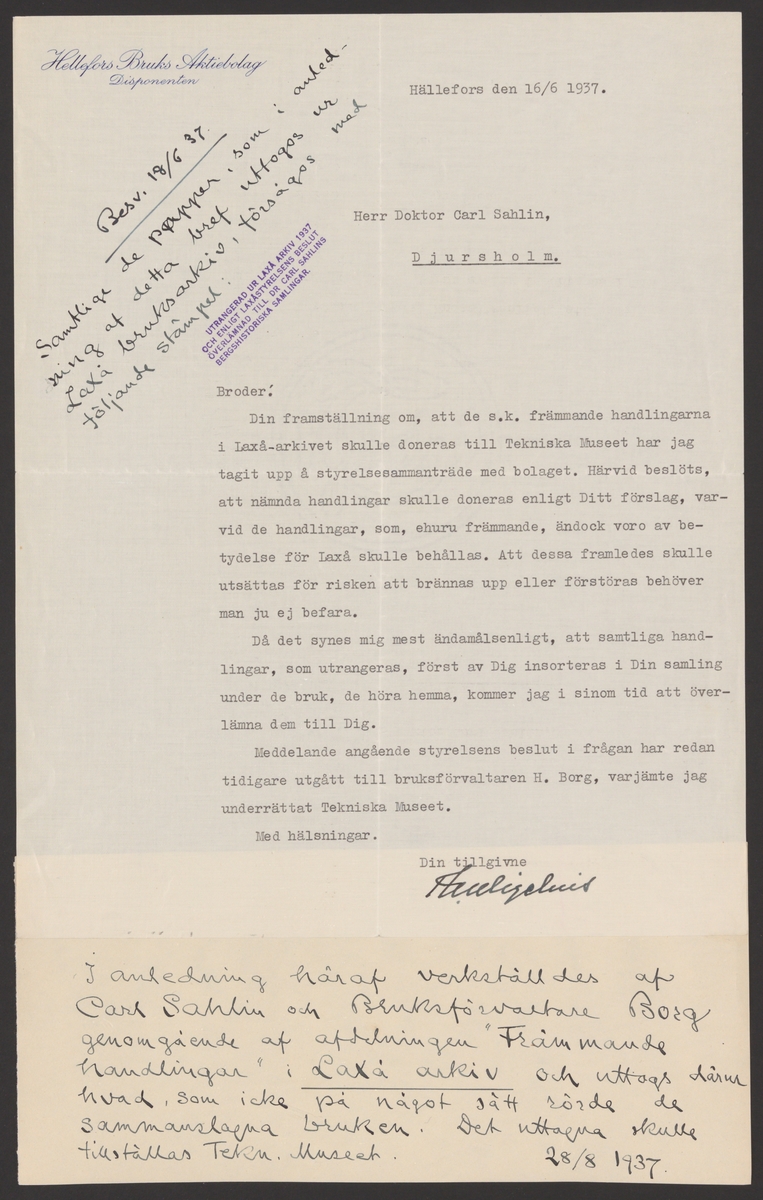 Hellefors Bruks Aktiebolag
Disponenten
Hällefors den 16/6 1937.
Besv. 18/6 37.
Samtlige de papper, som i anled-
ning af detta bref uttogos ur
Laxå bruksarkiv, försågos med
följande stämpel:
UTRANGERAD UR LAXÅ ARKIV 1937
OCH ENLIGT LAXÅSTYRELSENS BESLUT
ÖVERLÄMNAD TILL DR CARL SAHLINS
BERGSHISTORISKA SAMLINGAR.
Herr Doktor Carl Sahlin,
Djursholm.
Broder!
Din framställning om, att de s.k. främmande handlingarna
i Laxå-arkivet skulle doneras till Tekniska Museet har jag
tagit upp å styrelsesammanträde med bolaget. Härvid beslöts,
att nämnda handlingar skulle doneras enligt Ditt förslag, var-
vid de handlingar, som, ehuru främmande, ändock voro av be-
tydelse för Laxå skulle behållas. Att dessa framledes skulle
utsättas för risken att brännas upp eller förstöras behöver
man ju ej befara.
Då det synes mig mest ändamålsenligt, att samtliga hand-
lingar, som utrangeras, först av Dig insorteras i Din samling
under de bruk, de höra hemma, kommer jag i sinom tid att över-
lämna dem till Dig.
Meddelande angående styrelsens beslut i frågan har redan
tidigare utgått till bruksförvaltaren H. Borg, varjämte jag
underrättat Tekniska Museet.
Med hälsningar.
Din tillgivne
I anledning häraf verkställdes af
Carl Sahlin och Bruksförvaltare Borg
genomgående af afdelningen "Främmande
handlingar" i Laxå arkiv och uttogs därur
hvad, som icke på något sätt rörde de
sammanslagna bruken. Det uttagna skulle
tillställas Tekn. Museet. 28/8 1937.